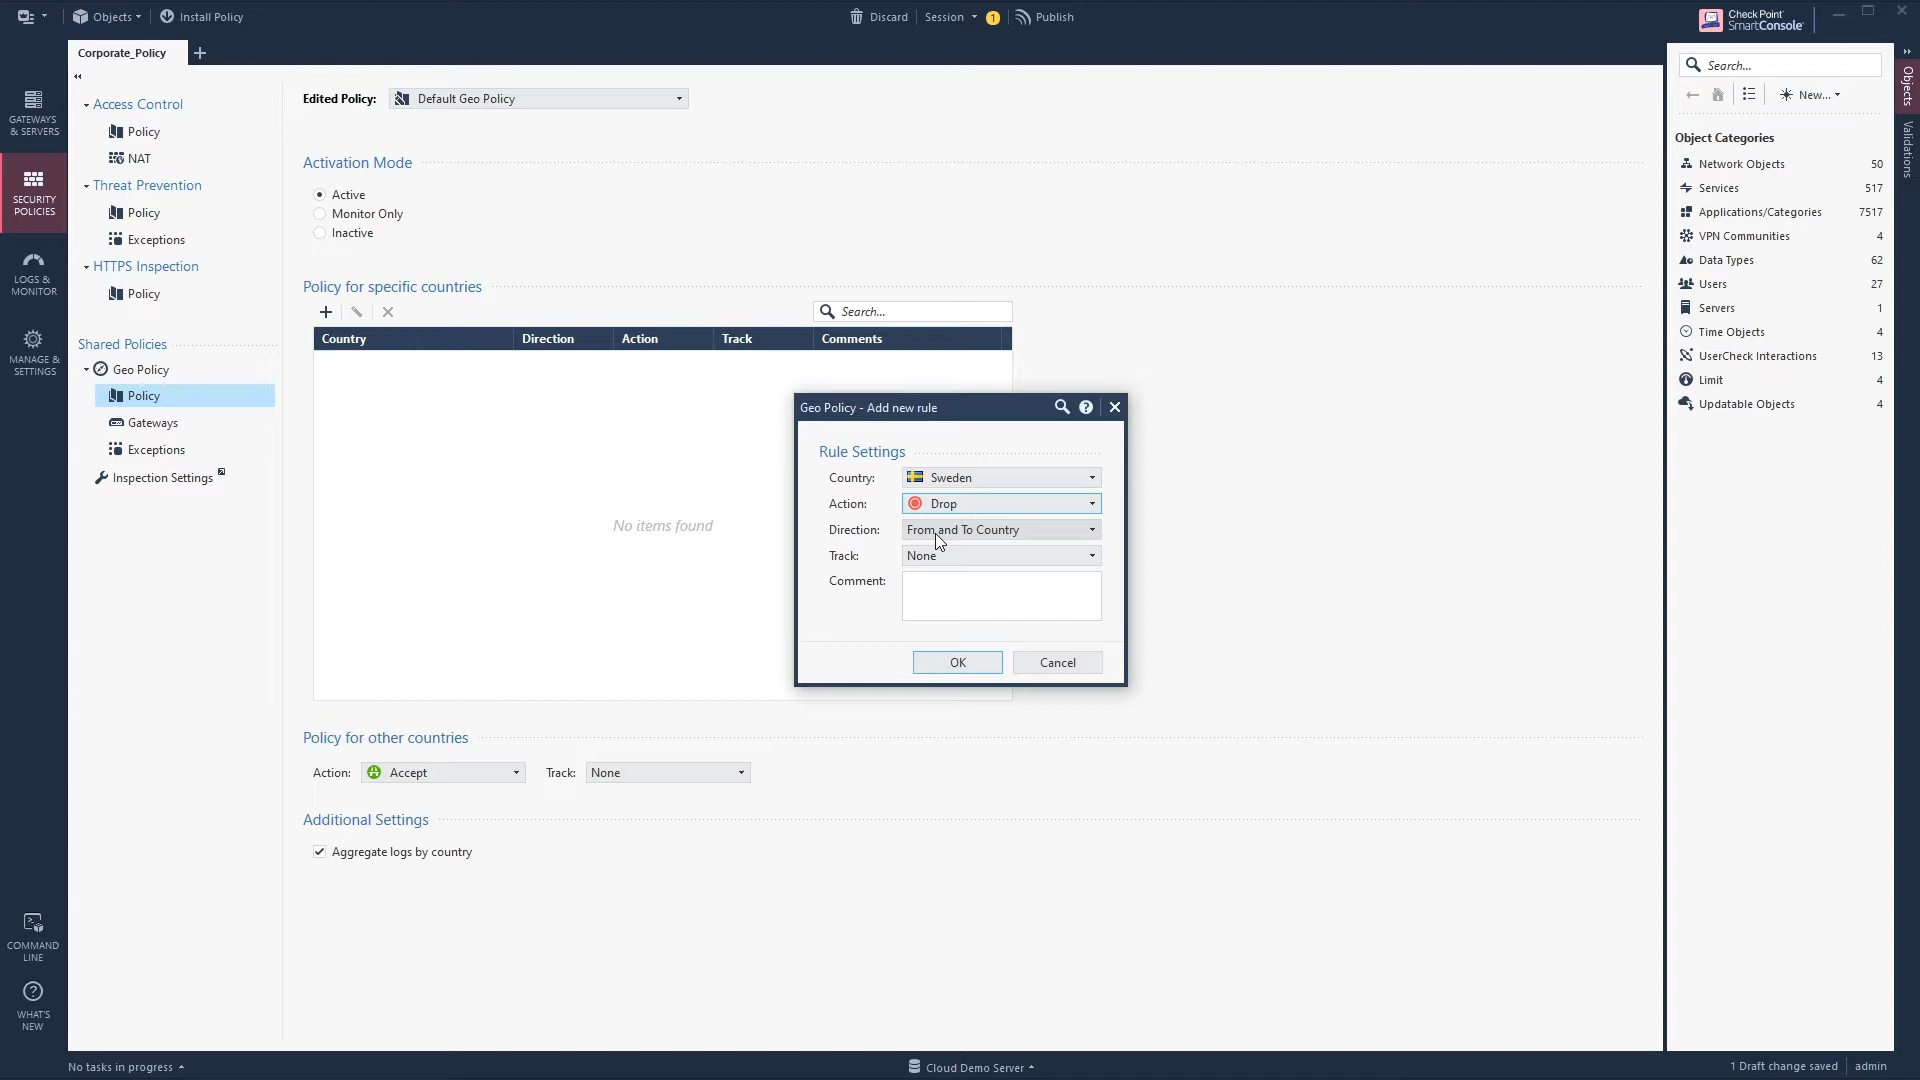 Objects
Install Policy
Discard
Session
1
Publish
Check Point
SmartConsole
Corporate_Policy
GATEWAYS
& SERVERS
SECURITY
POLICIES
LOGS &
MONITOR
MANAGE &
SETTINGS
COMMAND
LINE
WHAT'S
NEW
Access Control
Policy
NAT
Threat Prevention
Policy
Exceptions
HTTPS Inspection
Policy
Shared Policies
Geo Policy
Policy
Gateways
Exceptions
Inspection Settings
Edited Policy: Default Geo Policy
Activation Mode
Active
Monitor Only
Inactive
Policy for specific countries
Search...
Country Direction Action Track Comments
No items found
Geo Policy - Add new rule
Rule Settings
Country: Sweden
Action: Drop
Direction: From and To Country
Track: None
Comment:
OK Cancel
Policy for other countries
Action: Accept Track: None
Additional Settings
Aggregate logs by country
Search...
New...
Object Categories
Network Objects 50
Services 517
Applications/Categories 7517
VPN Communities 4
Data Types 62
Users 27
Servers 1
Time Objects 4
UserCheck Interactions 13
Limit 4
Updatable Objects 4
Objects
Validations
No tasks in progress
Cloud Demo Server
1 Draft change saved
admin